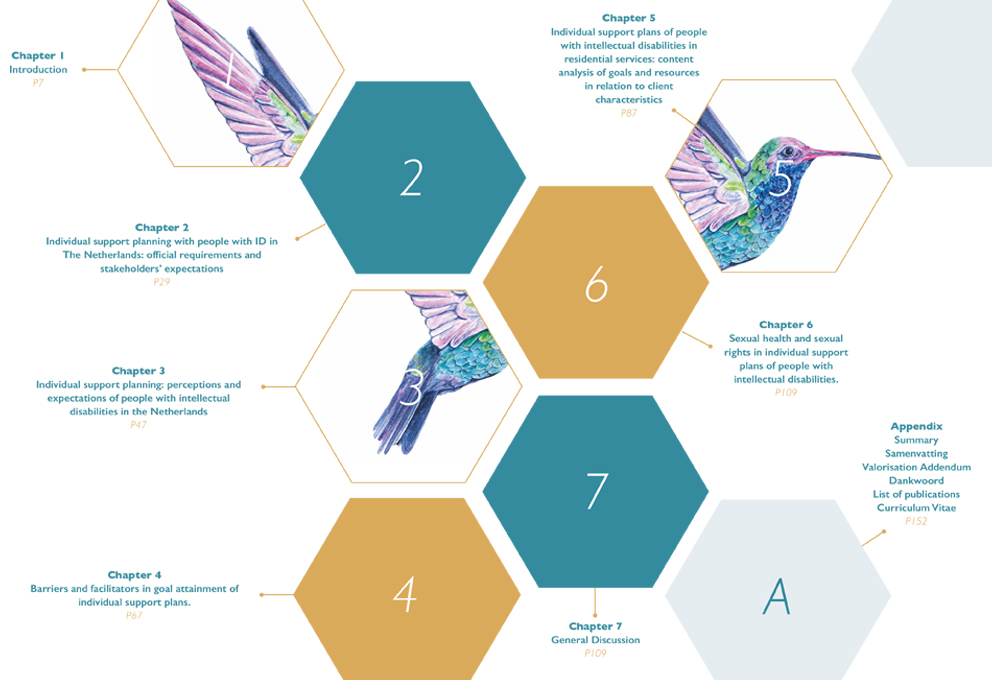 Chapter 1
Introduction
P7
1
Chapter 2
Individual support planning with people with ID in
The Netherlands: official requirements and
stakeholders' expectations
P29
2
Chapter 3
Individual support planning: perceptions and
expectations of people with intellectual
disabilities in the Netherlands
P47
3
Chapter 4
Barriers and facilitators in goal attainment of
individual support plans.
P67
4
Chapter 5
Individual support plans of people
with intellectual disabilities in
residential services: content
analysis of goals and resources
in relation to client
characteristics
P87
5
6
Chapter 6
Sexual health and sexual
rights in individual support
plans of people with
intellectual disabilities.
P109
7
Chapter 7
General Discussion
P109
Appendix
Summary
Samenvatting
Valorisation Addendum
Dankwoord
List of publications
Curriculum Vitae
P152
A